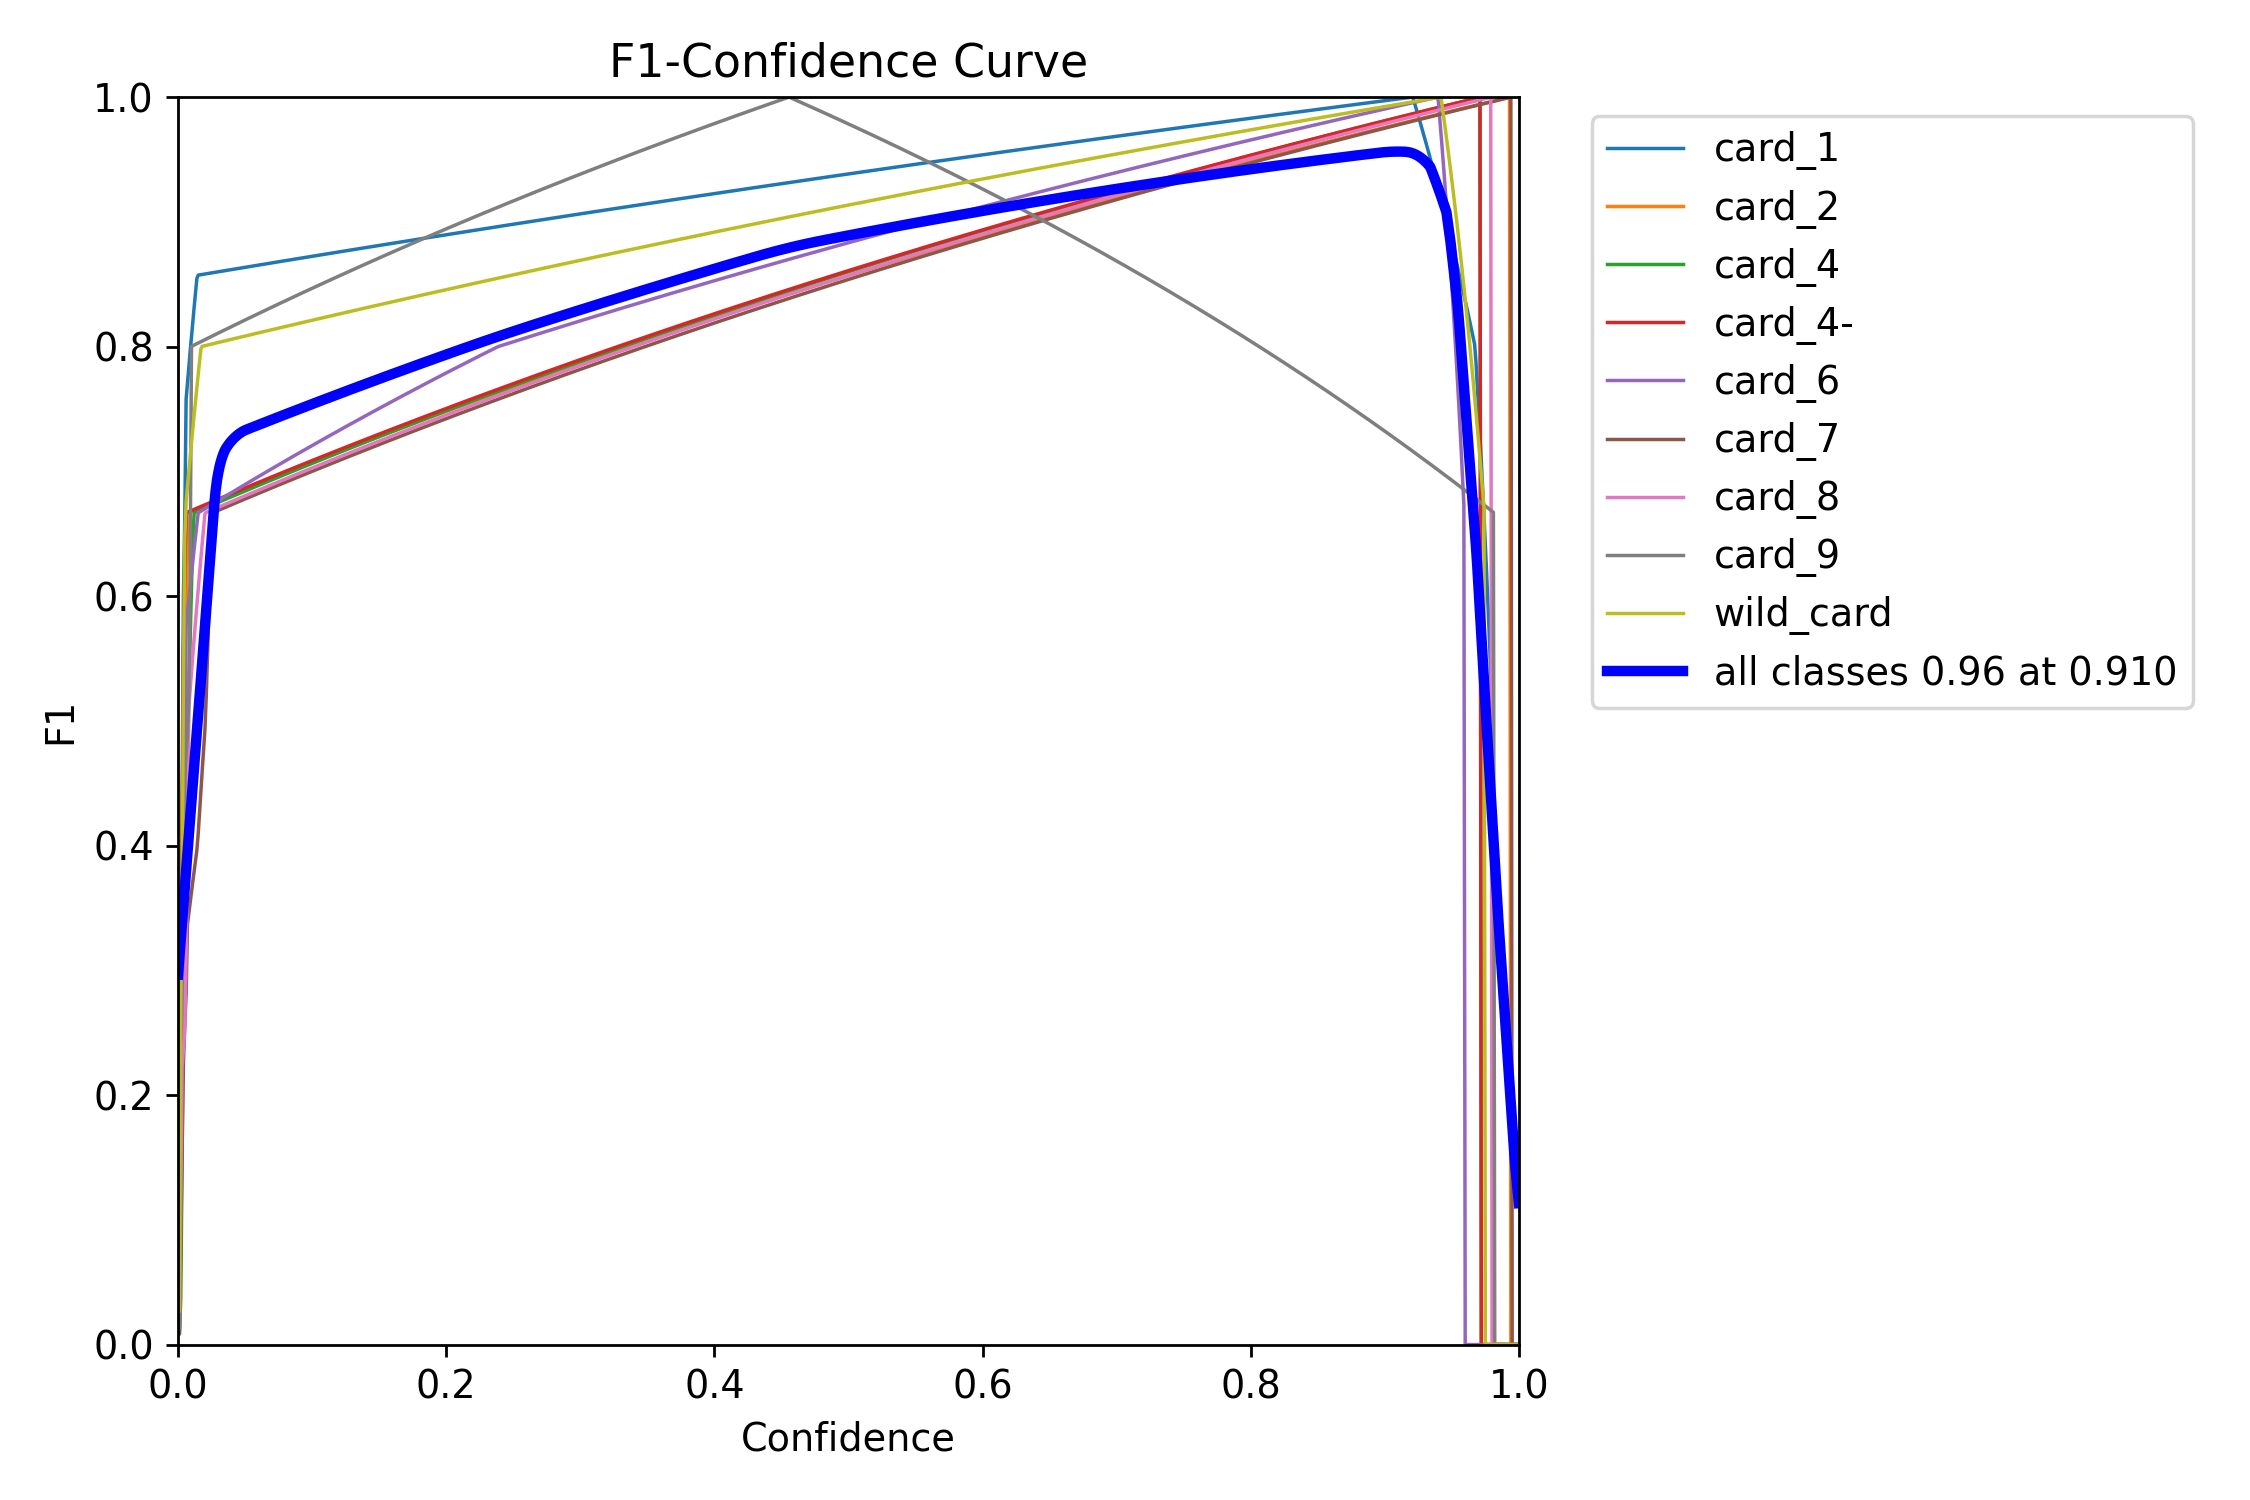 F1-Confidence Curve
1.0
0.8
0.6
0.4
0.2
0.0
F1
0.0 0.2 0.4 0.6 0.8 1.0
Confidence
card_1
card_2
card_4
card_4-
card_6
card_7
card_8
card_9
wild_card
all classes 0.96 at 0.910